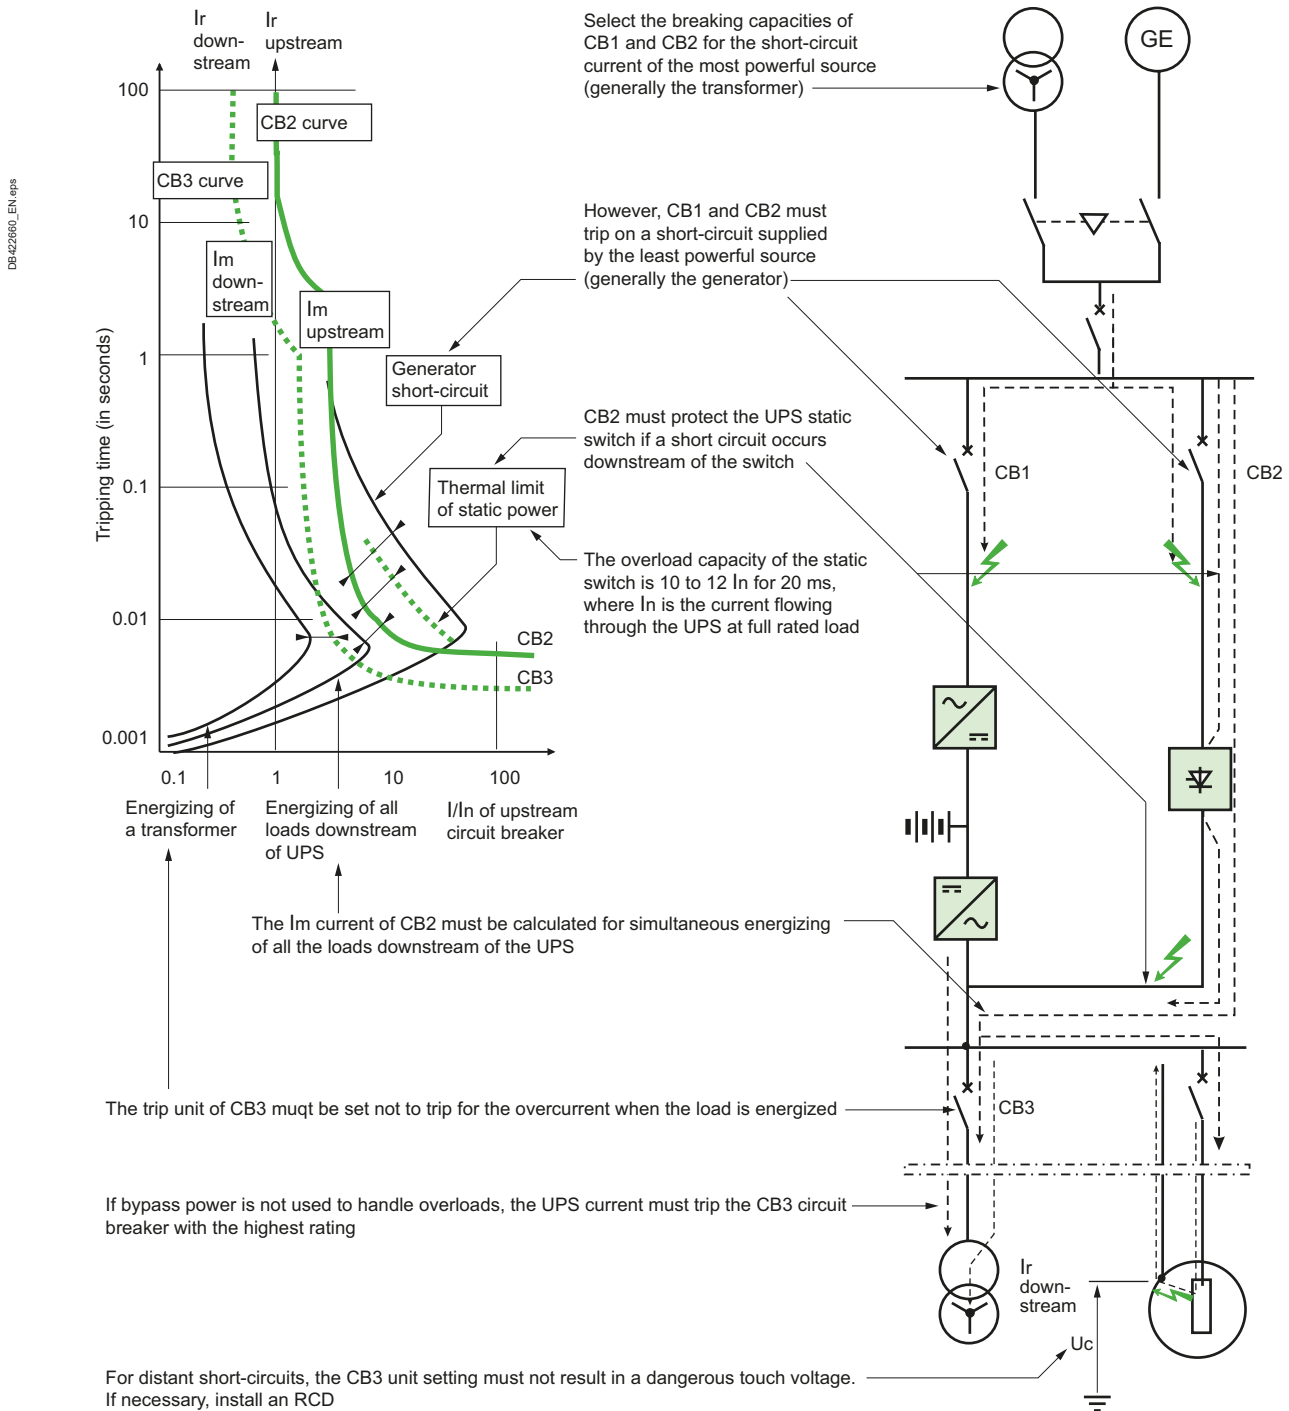 Ir
down-
stream
Ir
upstream
100
CB2 curve
CB3 curve
10
Im
down-
stream
Im
upstream
1
Generator
short-circuit
Thermal limit
of static power
0.1
0.01
CB2
CB3
0.001
0.1
1
10
100
Tripping time (in seconds)
DB422660_EN.eps
Energizing of
a transformer
Energizing of all
loads downstream
of UPS
I/In of upstream
circuit breaker
Select the breaking capacities of
CB1 and CB2 for the short-circuit
current of the most powerful source
(generally the transformer)
GE
However, CB1 and CB2 must
trip on a short-circuit supplied
by the least powerful source
(generally the generator)
CB2 must protect the UPS static
switch if a short circuit occurs
downstream of the switch
CB1
CB2
The overload capacity of the static
switch is 10 to 12 In for 20 ms,
where In is the current flowing
through the UPS at full rated load
The Im current of CB2 must be calculated for simultaneous energizing
of all the loads downstream of the UPS
The trip unit of CB3 muqt be set not to trip for the overcurrent when the load is energized
CB3
If bypass power is not used to handle overloads, the UPS current must trip the CB3 circuit
breaker with the highest rating
Ir
down-
stream
Uc
For distant short-circuits, the CB3 unit setting must not result in a dangerous touch voltage.
If necessary, install an RCD